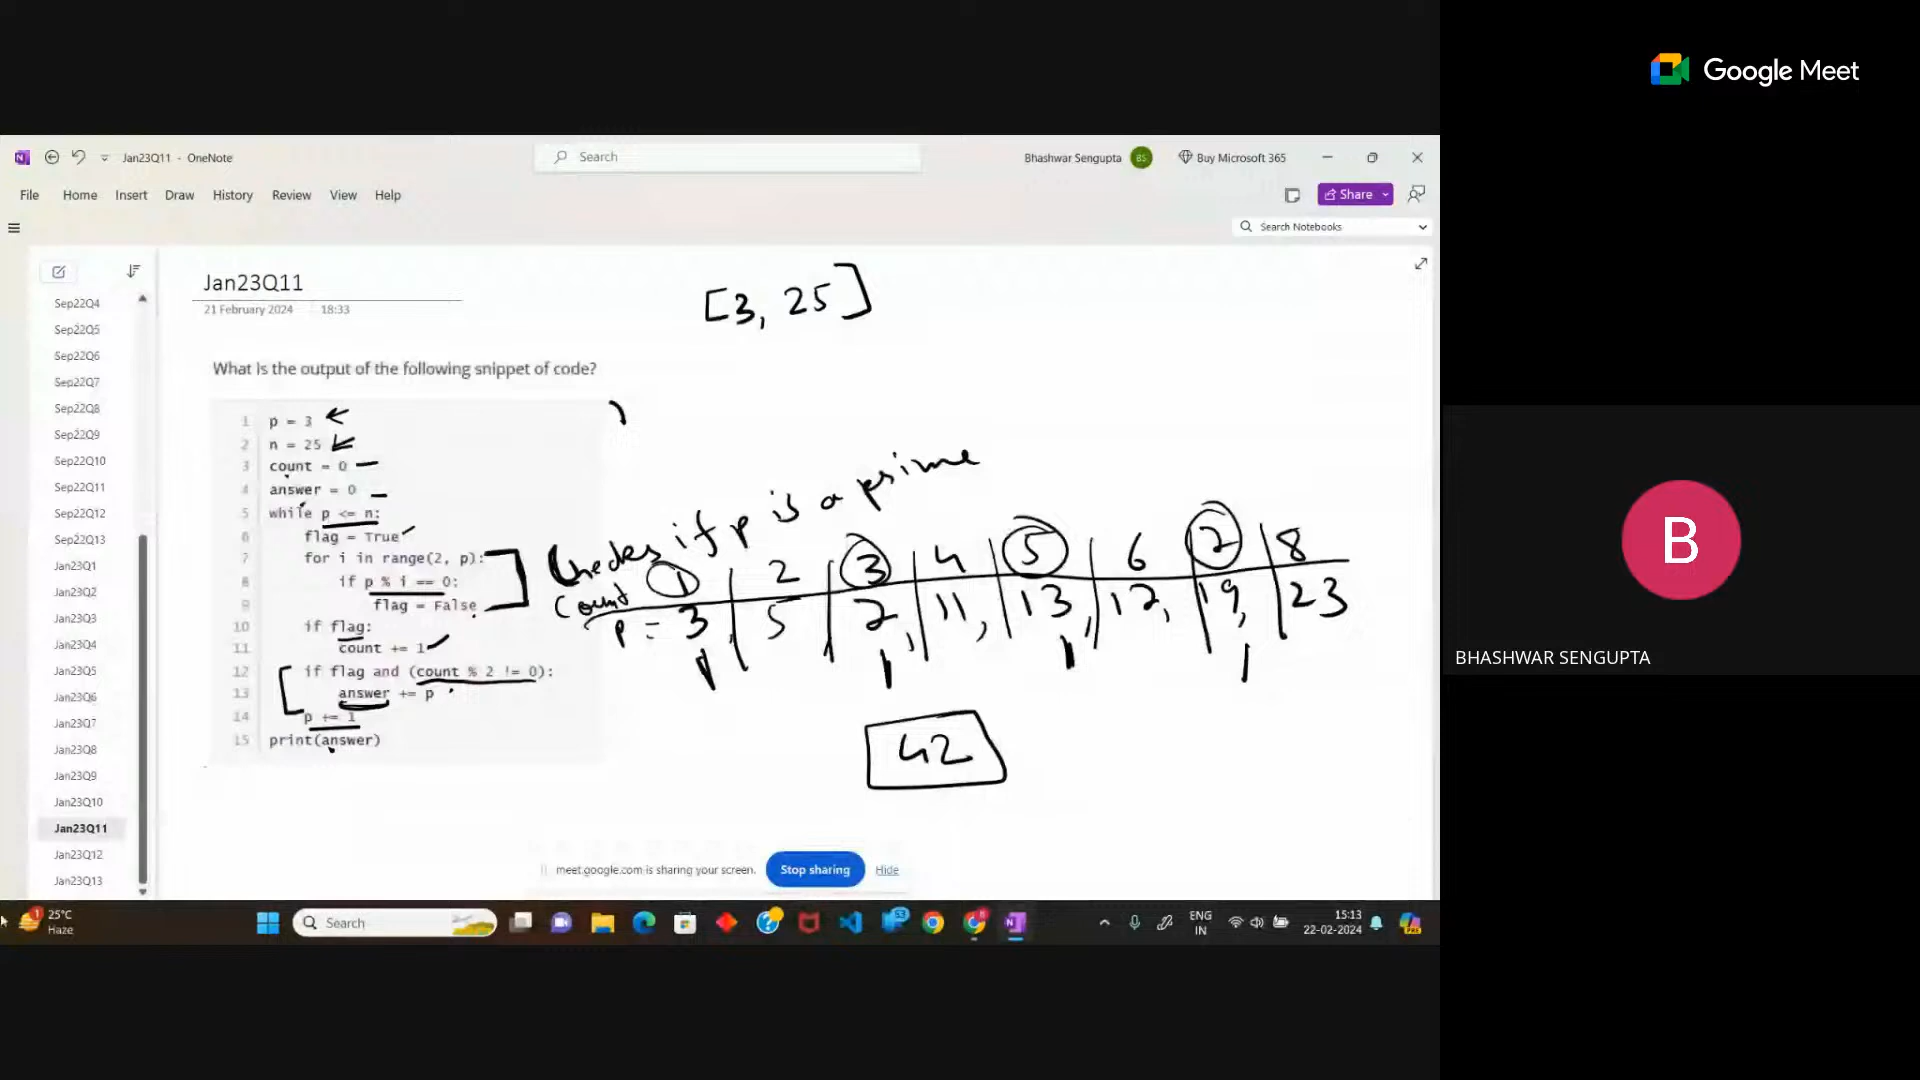 Google Meet
Jan23Q11 - OneNote
Search
Bhashwar Sengupta
BS
Buy Microsoft 365
File Home Insert Draw History Review View Help
Share
Search Notebooks
Sep22Q4
Sep22Q5
Sep22Q6
Sep22Q7
Sep22Q8
Sep22Q9
Sep22Q10
Sep22Q11
Sep22Q12
Sep22Q13
Jan23Q1
Jan23Q2
Jan23Q3
Jan23Q4
Jan23Q5
Jan23Q6
Jan23Q7
Jan23Q8
Jan23Q9
Jan23Q10
Jan23Q11
Jan23Q12
Jan23Q13
Jan23Q11
21 February 2024 18:33
[3, 25]
What is the output of the following snippet of code?
1 p = 3
2 n = 25
3 count = 0
4 answer = 0
5 while p <= n:
6 flag = True
7 for i in range(2, p):
8 if p % i == 0:
9 flag = False
10 if flag:
11 count += 1
12 if flag and (count % 2 != 0):
13 answer += p
14 p += 1
15 print(answer)
Checks if p is a prime
Count 1 2 3 4 5 6 7 8
p = 3, 5 7, 11, 13, 17, 19, 23
42
meet.google.com is sharing your screen.
Stop sharing
Hide
B
BHASHWAR SENGUPTA
1
25°C
Haze
Search
53
ENG
IN
15:13
22-02-2024